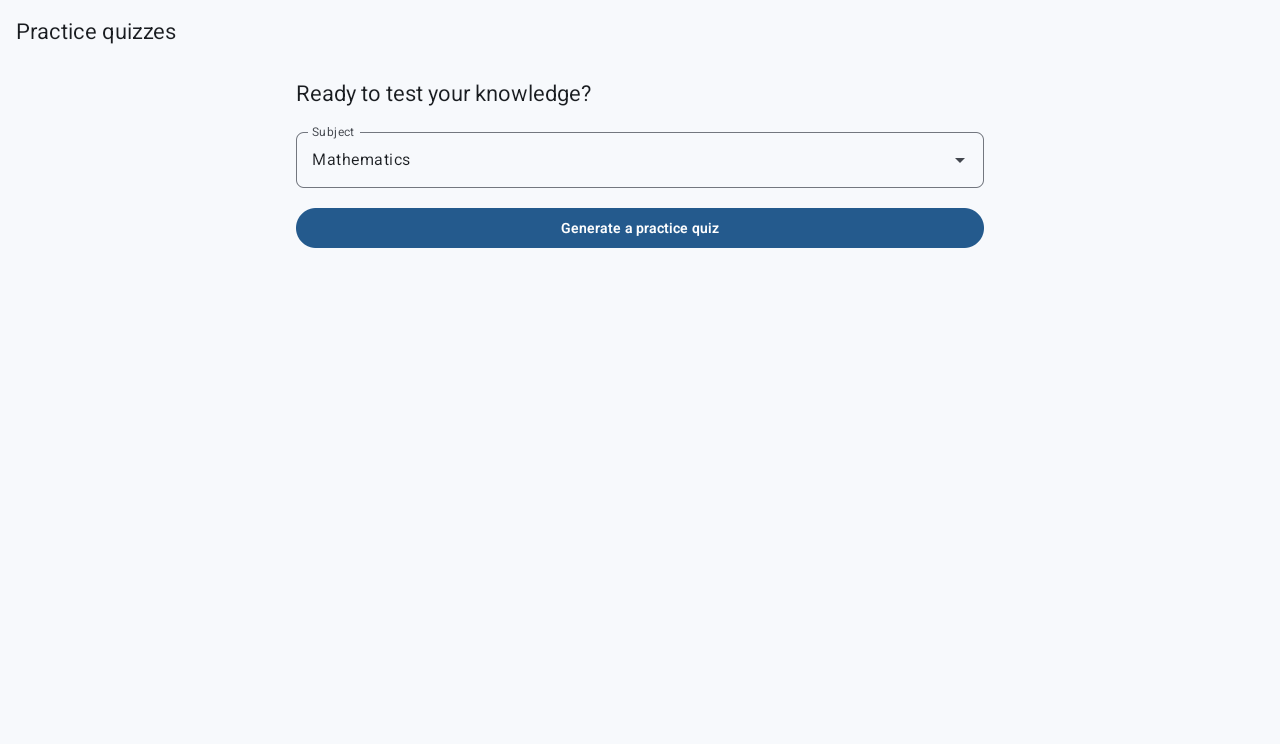 Practice quizzes
Ready to test your knowledge?
Subject
Mathematics
Generate a practice quiz